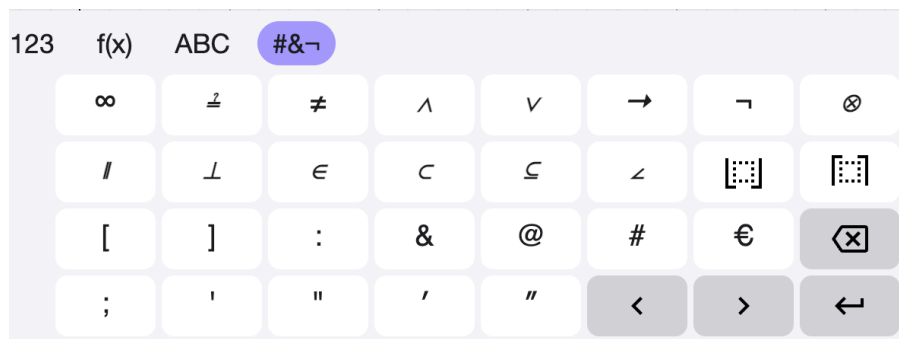 123 f(x) ABC #&¬
∞ ≟ ≠ ∧ ∨ → ¬ ⊗
∥ ⊥ ∈ ⊂ ⊆ ∠ ⌊⬚⌋ ⌈⬚⌉
[ ] : & @ # € ⌫
; ' " ′ ″ < > ↵